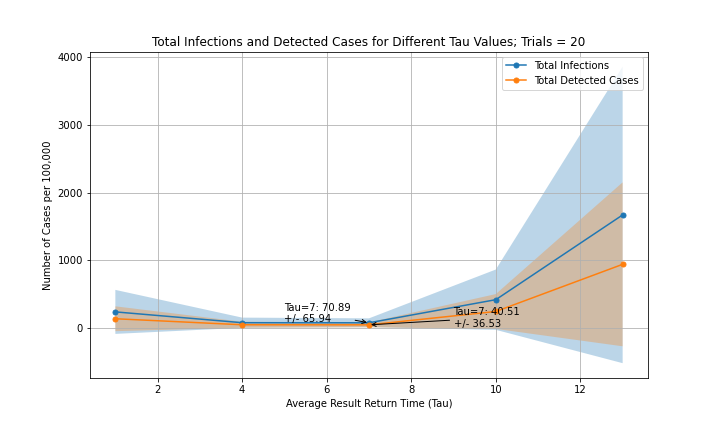 Total Infections and Detected Cases for Different Tau Values; Trials = 20
Total Infections
Total Detected Cases
Number of Cases per 100,000
4000
3000
2000
1000
0
Tau=7: 70.89
+/- 65.94
Tau=7: 40.51
+/- 36.53
2
4
6
8
10
12
Average Result Return Time (Tau)